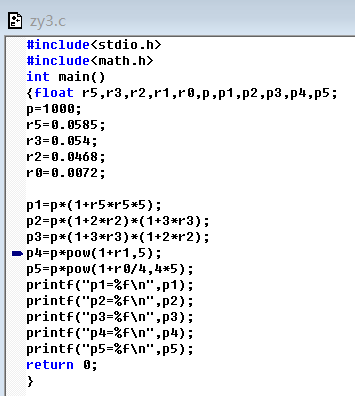 zy3.c
#include<stdio.h>
#include<math.h>
int main()
{float r5,r3,r2,r1,r0,p,p1,p2,p3,p4,p5;
p=1000;
r5=0.0585;
r3=0.054;
r2=0.0468;
r0=0.0072;
p1=p*(1+r5*r5*5);
p2=p*(1+2*r2)*(1+3*r3);
p3=p*(1+3*r3)*(1+2*r2);
p4=p*pow(1+r1,5);
p5=p*pow(1+r0/4,4*5);
printf("p1=%f\n",p1);
printf("p2=%f\n",p2);
printf("p3=%f\n",p3);
printf("p4=%f\n",p4);
printf("p5=%f\n",p5);
return 0;
}